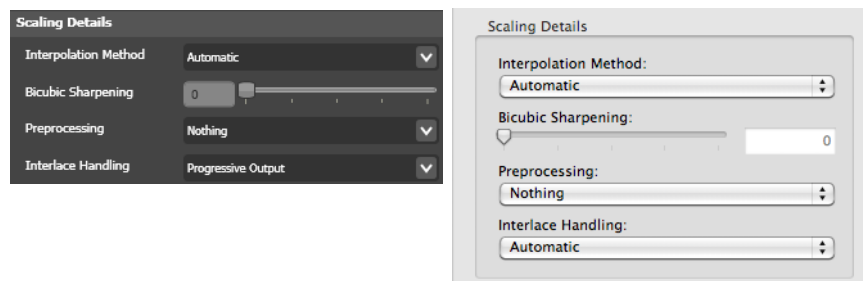 Scaling Details
Interpolation Method Automatic
Bicubic Sharpening 0
Preprocessing Nothing
Interlace Handling Progressive Output
Scaling Details
Interpolation Method:
Automatic
Bicubic Sharpening:
0
Preprocessing:
Nothing
Interlace Handling:
Automatic